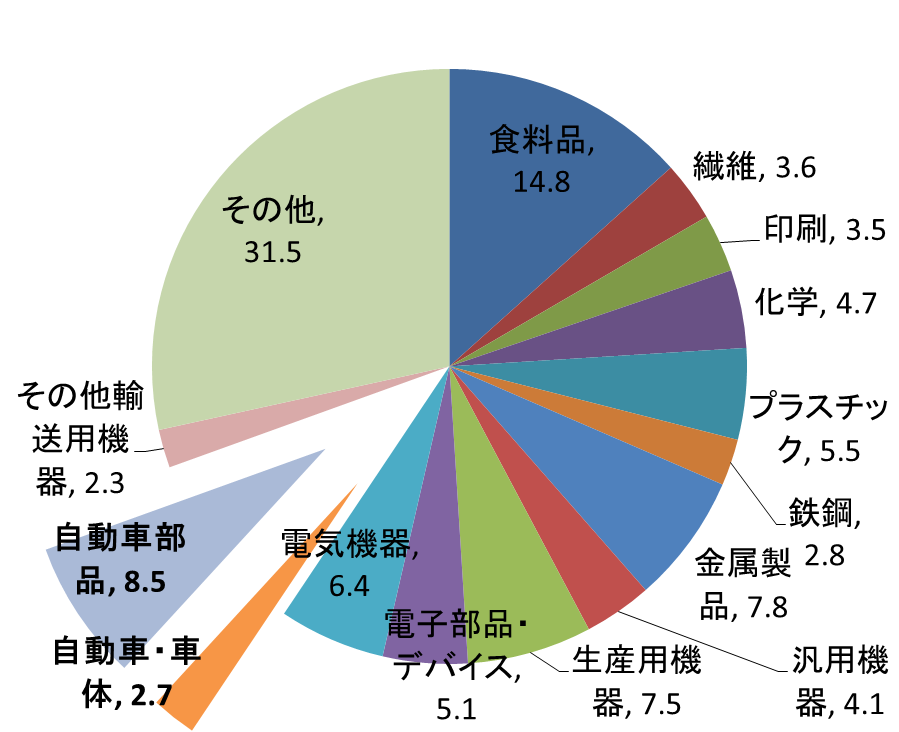 食料品,
14.8
繊維, 3.6
印刷, 3.5
化学, 4.7
プラスチッ
ク, 5.5
鉄鋼,
2.8
金属製
品, 7.8
汎用機
器, 4.1
生産用機
器, 7.5
電子部品・
デバイス,
5.1
電気機器,
6.4
自動車・車
体, 2.7
自動車部
品, 8.5
その他輸
送用機
器, 2.3
その他,
31.5